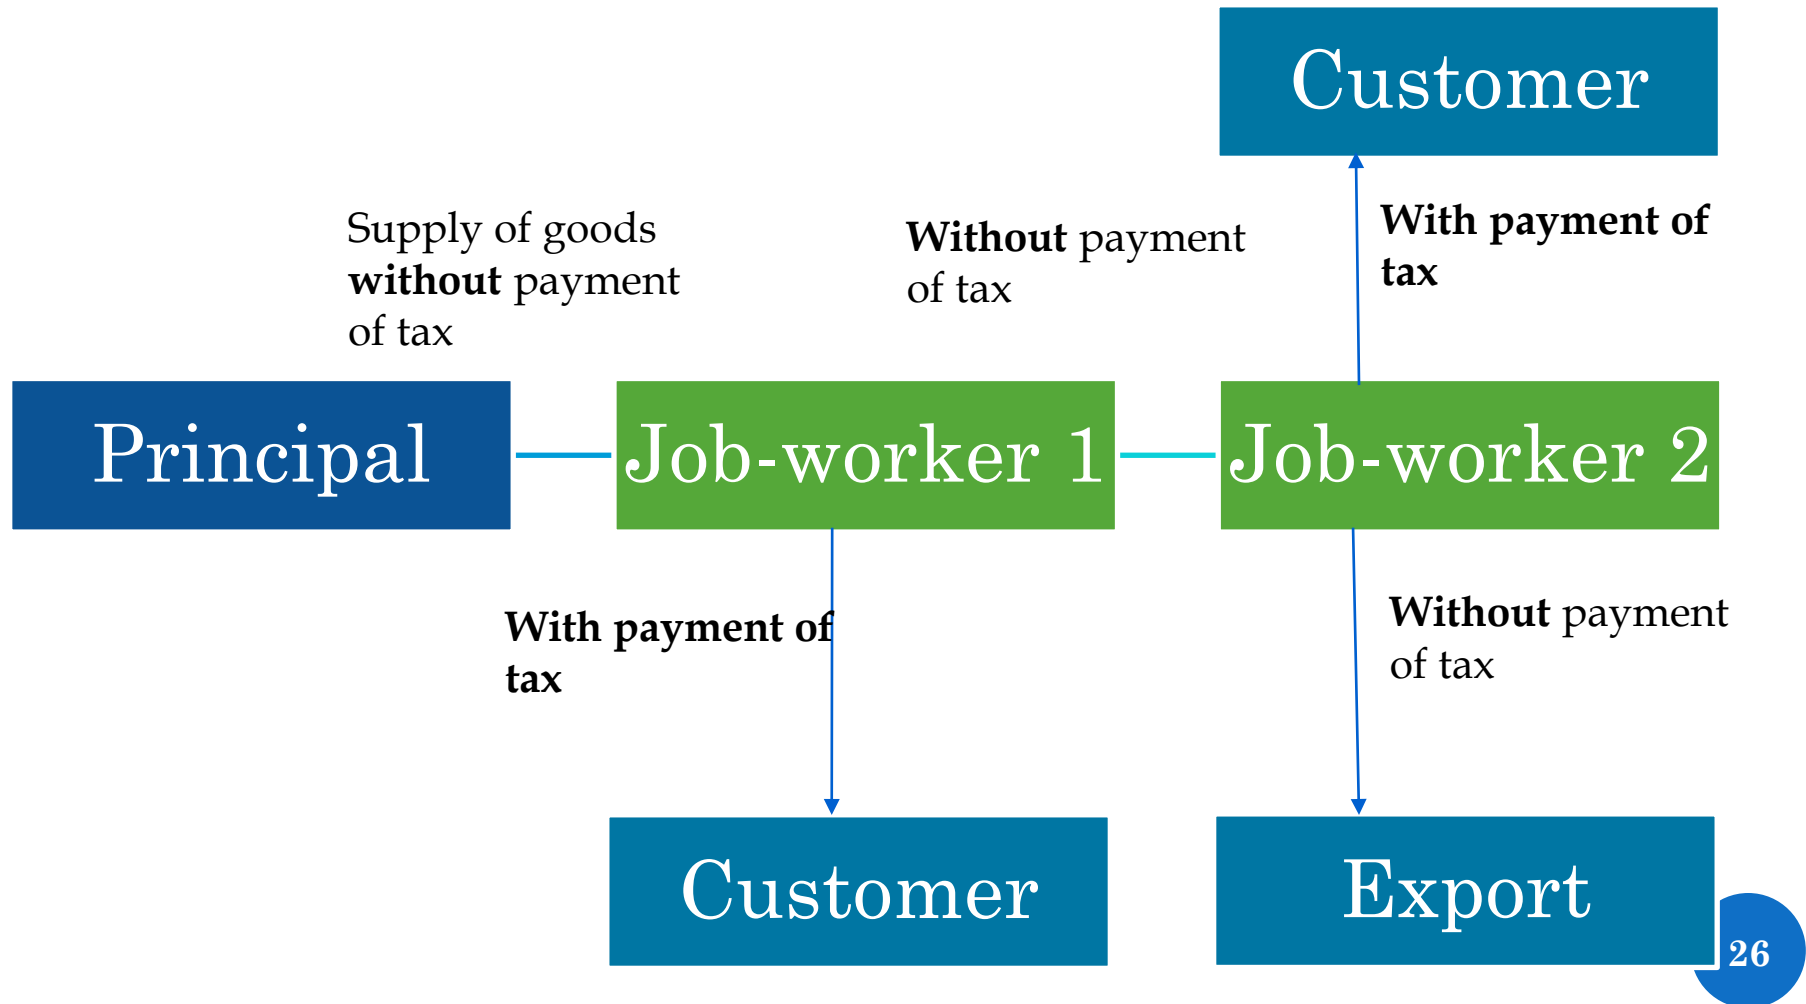 Customer
Supply of goods
without payment
of tax
Without payment
of tax
With payment of
tax
Principal
Job-worker 1
Job-worker 2
With payment of
tax
Without payment
of tax
Customer
Export
26